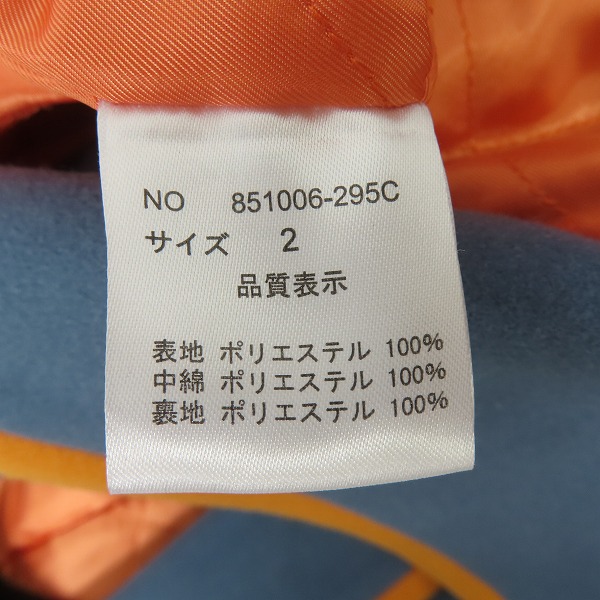 NO 851006-295C
サイズ 2
品質表示
表地 ポリエステル 100%
中綿 ポリエステル 100%
裏地 ポリエステル 100%